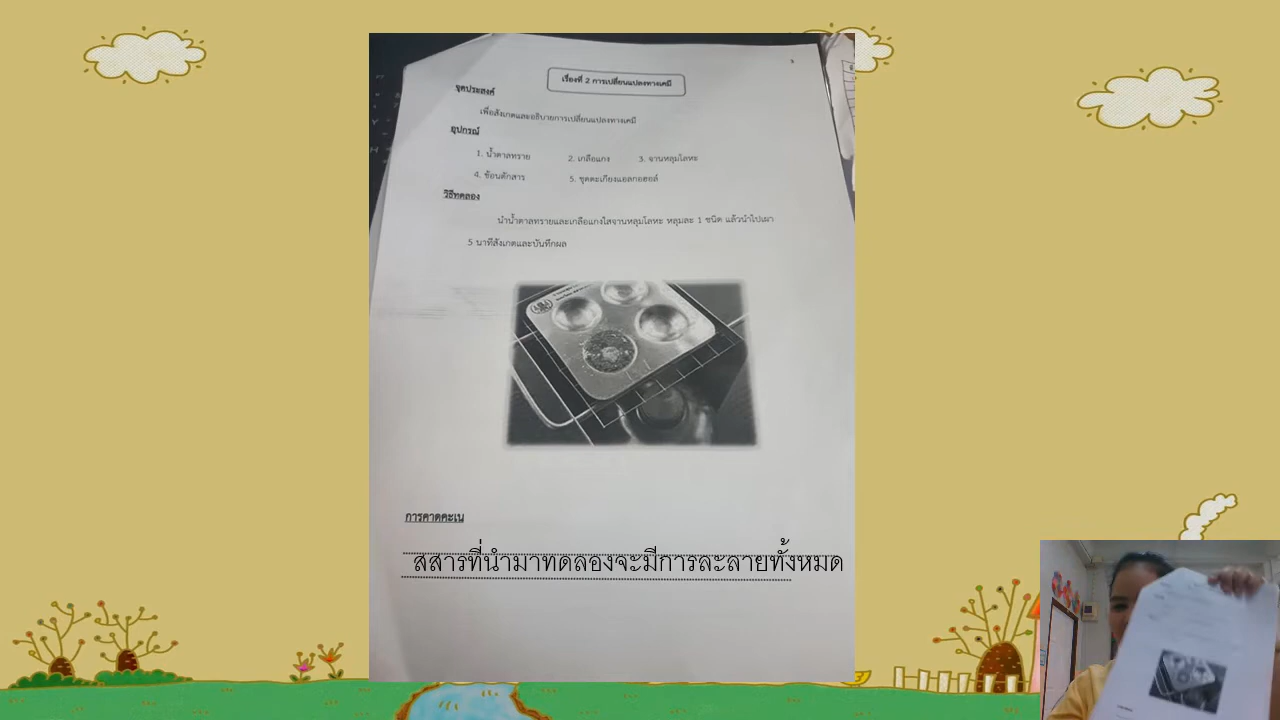 3
เรื่องที่ 2 การเปลี่ยนแปลงทางเคมี
จุดประสงค์
เพื่อสังเกตและอธิบายการเปลี่ยนแปลงทางเคมี
อุปกรณ์
1. น้ำตาลทราย 2. เกลือแกง 3. จานหลุมโลหะ
4. ช้อนตักสาร 5. ชุดตะเกียงแอลกอฮอล์
วิธีทดลอง
นำน้ำตาลทรายและเกลือแกงใส่จานหลุมโลหะ หลุมละ 1 ชนิด แล้วนำไปเผา
5 นาทีสังเกตและบันทึกผล
การคาดคะเน
สสารที่นำมาทดลองจะมีการละลายทั้งหมด